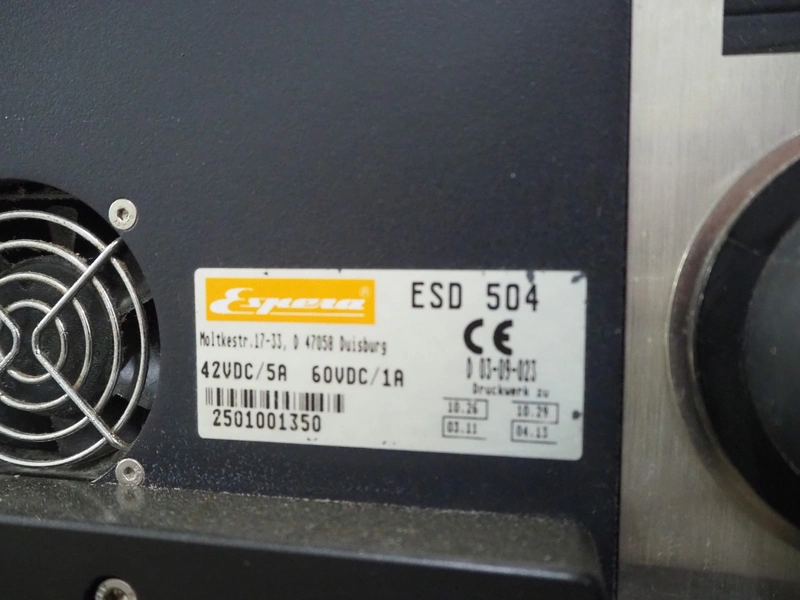 Espera® ESD 504
Moltkestr.17-33, D 47058 Duisburg
CE
42VDC/5A 60VDC/1A
D 03-09-023
Druckwerk zu
2501001350
10.26 10.29
03.11 04.13